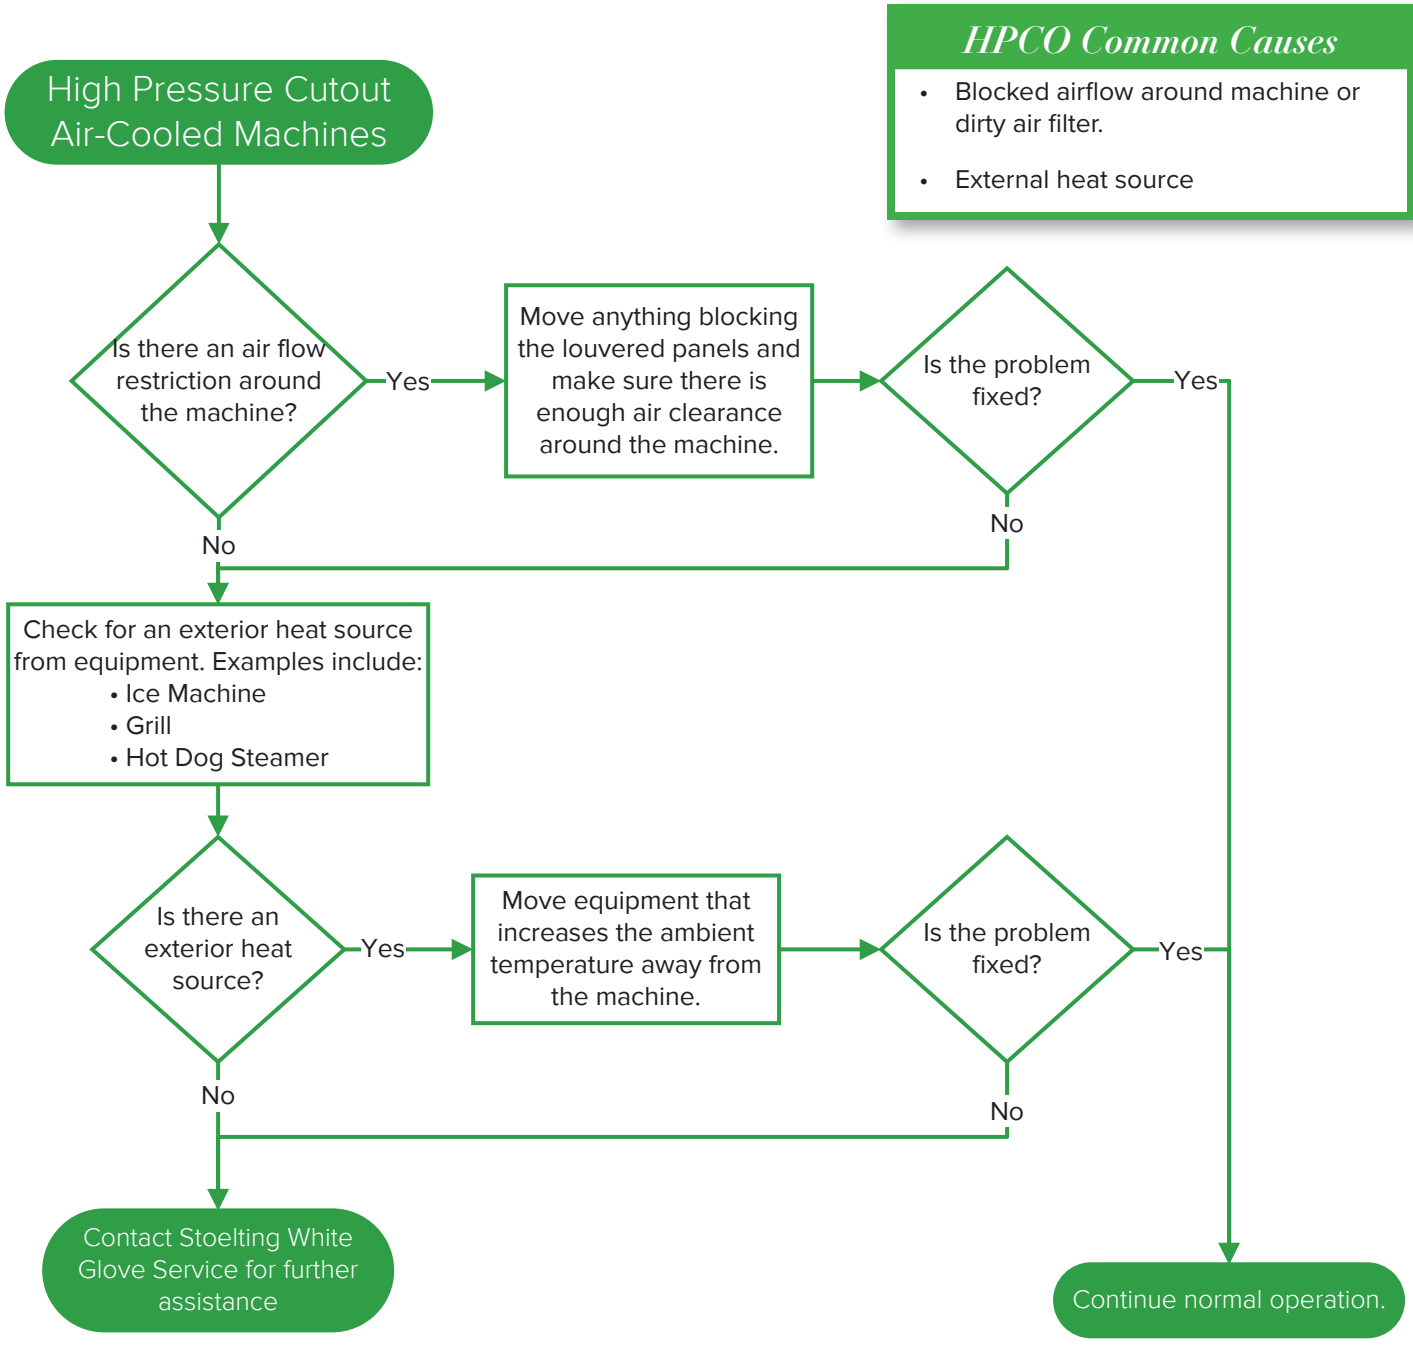 High Pressure Cutout
Air-Cooled Machines
HPCO Common Causes
• Blocked airflow around machine or
dirty air filter.
• External heat source
Is there an air flow
restriction around
the machine?
Yes
Move anything blocking
the louvered panels and
make sure there is
enough air clearance
around the machine.
Is the problem
fixed?
Yes
No
No
Check for an exterior heat source
from equipment. Examples include:
• Ice Machine
• Grill
• Hot Dog Steamer
Is there an
exterior heat
source?
Yes
Move equipment that
increases the ambient
temperature away from
the machine.
Is the problem
fixed?
Yes
No
No
Contact Stoelting White
Glove Service for further
assistance
Continue normal operation.